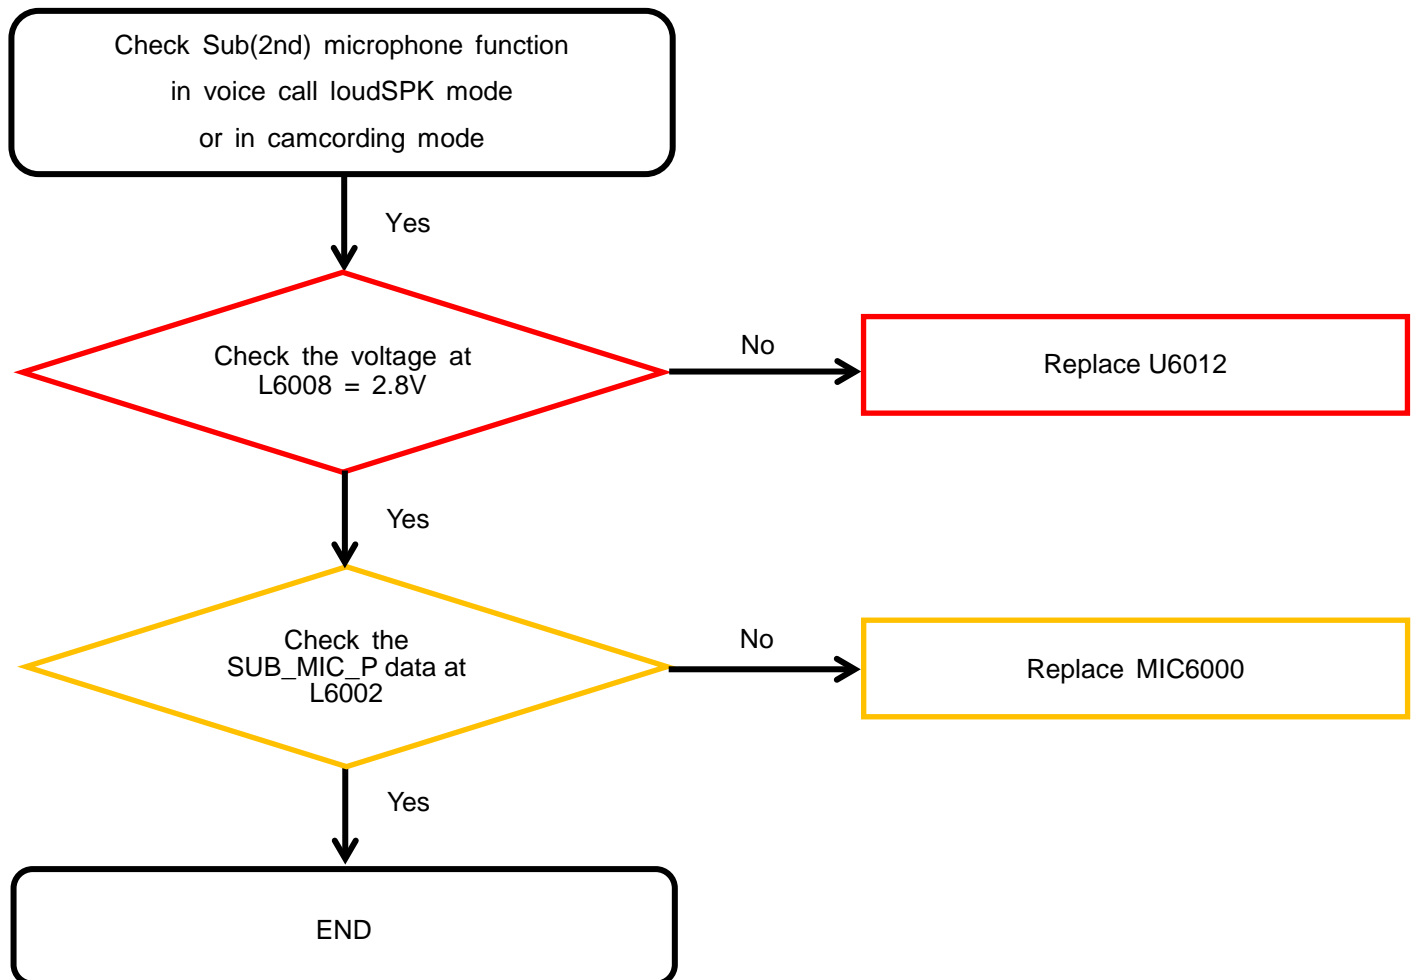 Check Sub(2nd) microphone function
in voice call loudSPK mode
or in camcording mode
Yes
Check the voltage at
L6008 = 2.8V
No
Replace U6012
Yes
Check the
SUB_MIC_P data at
L6002
No
Replace MIC6000
Yes
END